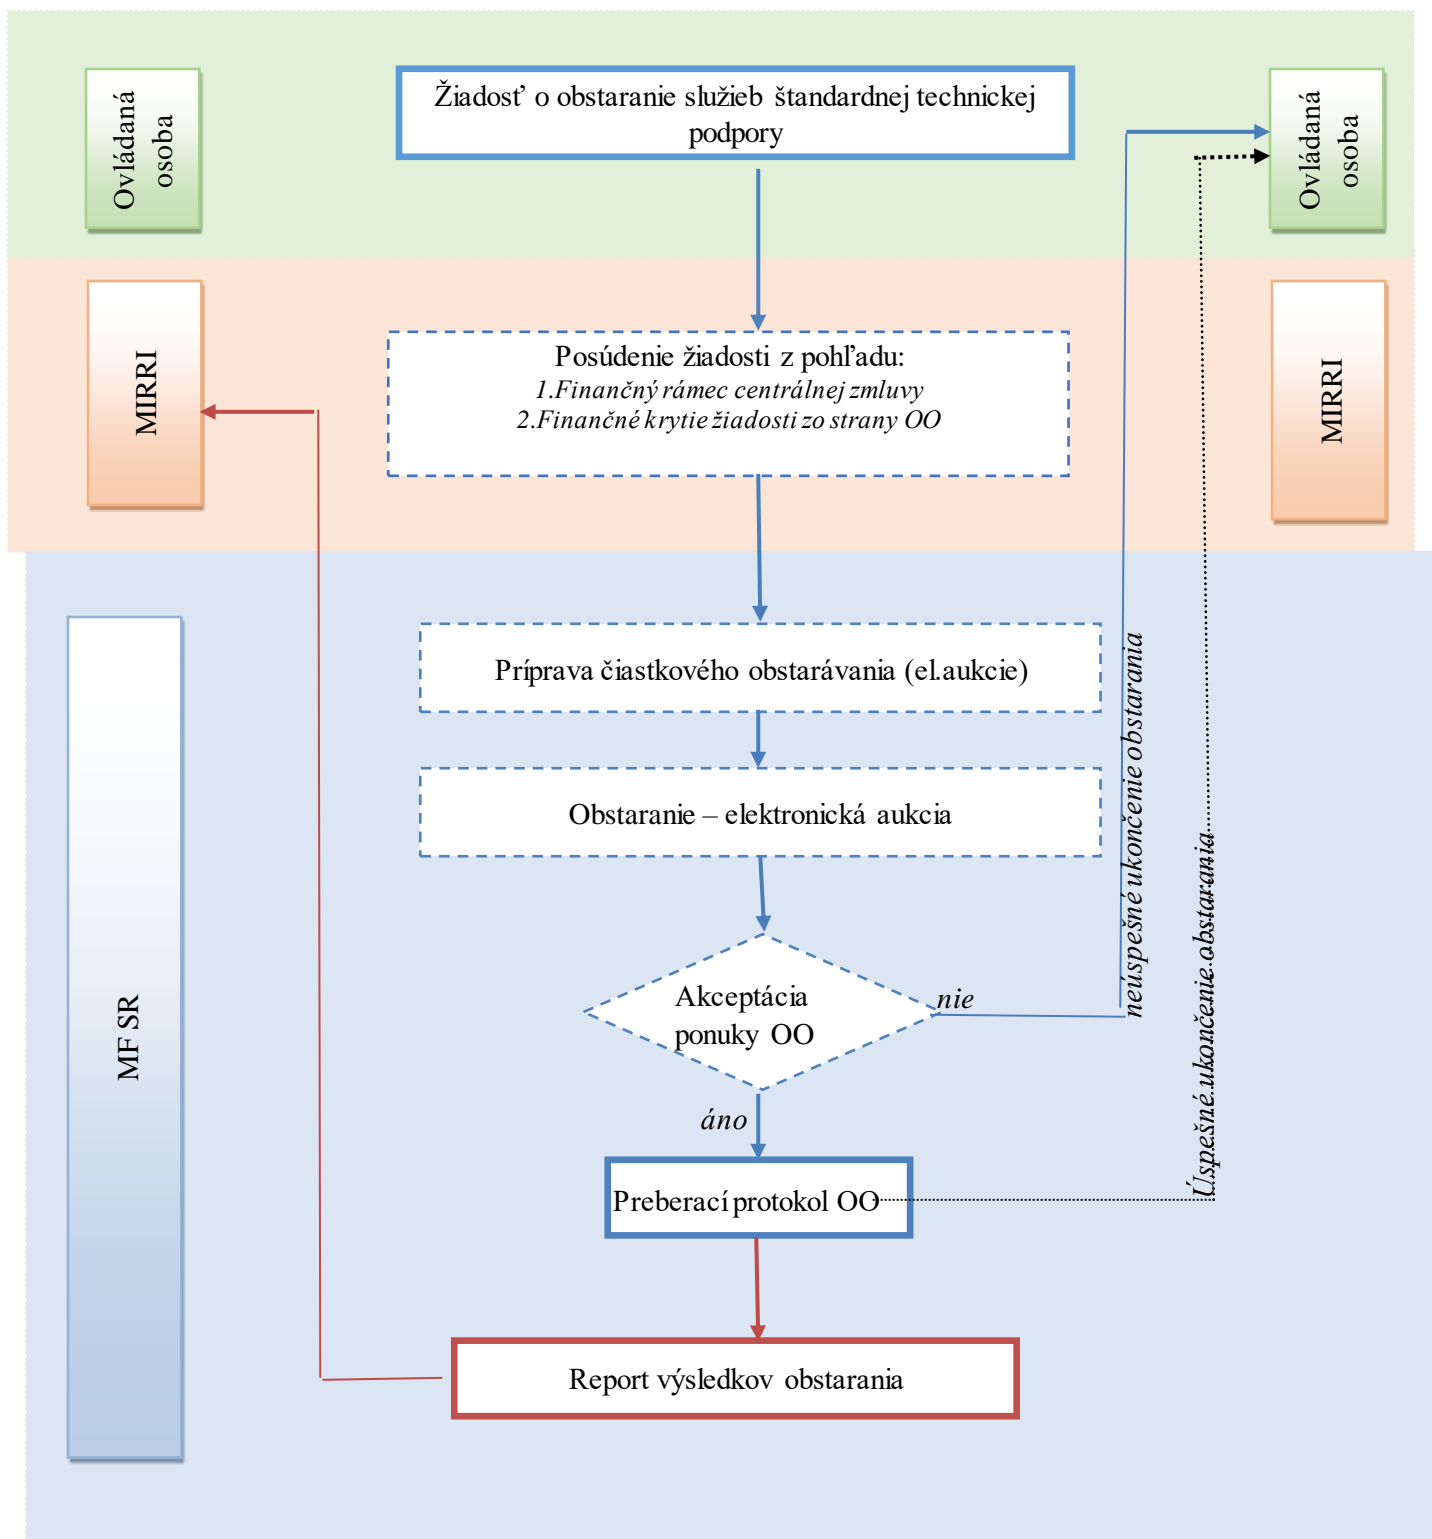 Ovládaná
osoba
Žiadosť o obstaranie služieb štandardnej technickej
podpory
Ovládaná
osoba
MIRRI
Posúdenie žiadosti z pohľadu:
1.Finančný rámec centrálnej zmluvy
2.Finančné krytie žiadosti zo strany OO
MIRRI
MF SR
Príprava čiastkového obstarávania (el.aukcie)
Obstaranie – elektronická aukcia
neúspešné ukončenie obstarania
Úspešné ukončenie obstarania
Akceptácia
ponuky OO
nie
áno
Preberací protokol OO
Report výsledkov obstarania